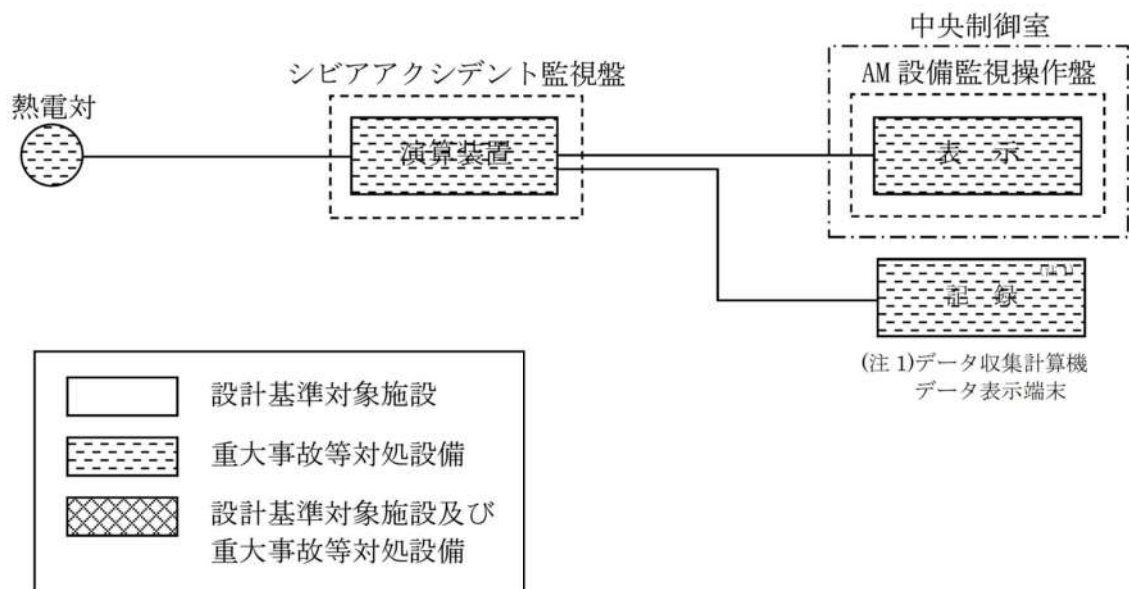 中央制御室
シビアアクシデント監視盤
AM 設備監視操作盤
熱電対
演算装置
表 示
記 録
(注 1)データ収集計算機
データ表示端末
設計基準対象施設
重大事故等対処設備
設計基準対象施設及び
重大事故等対処設備